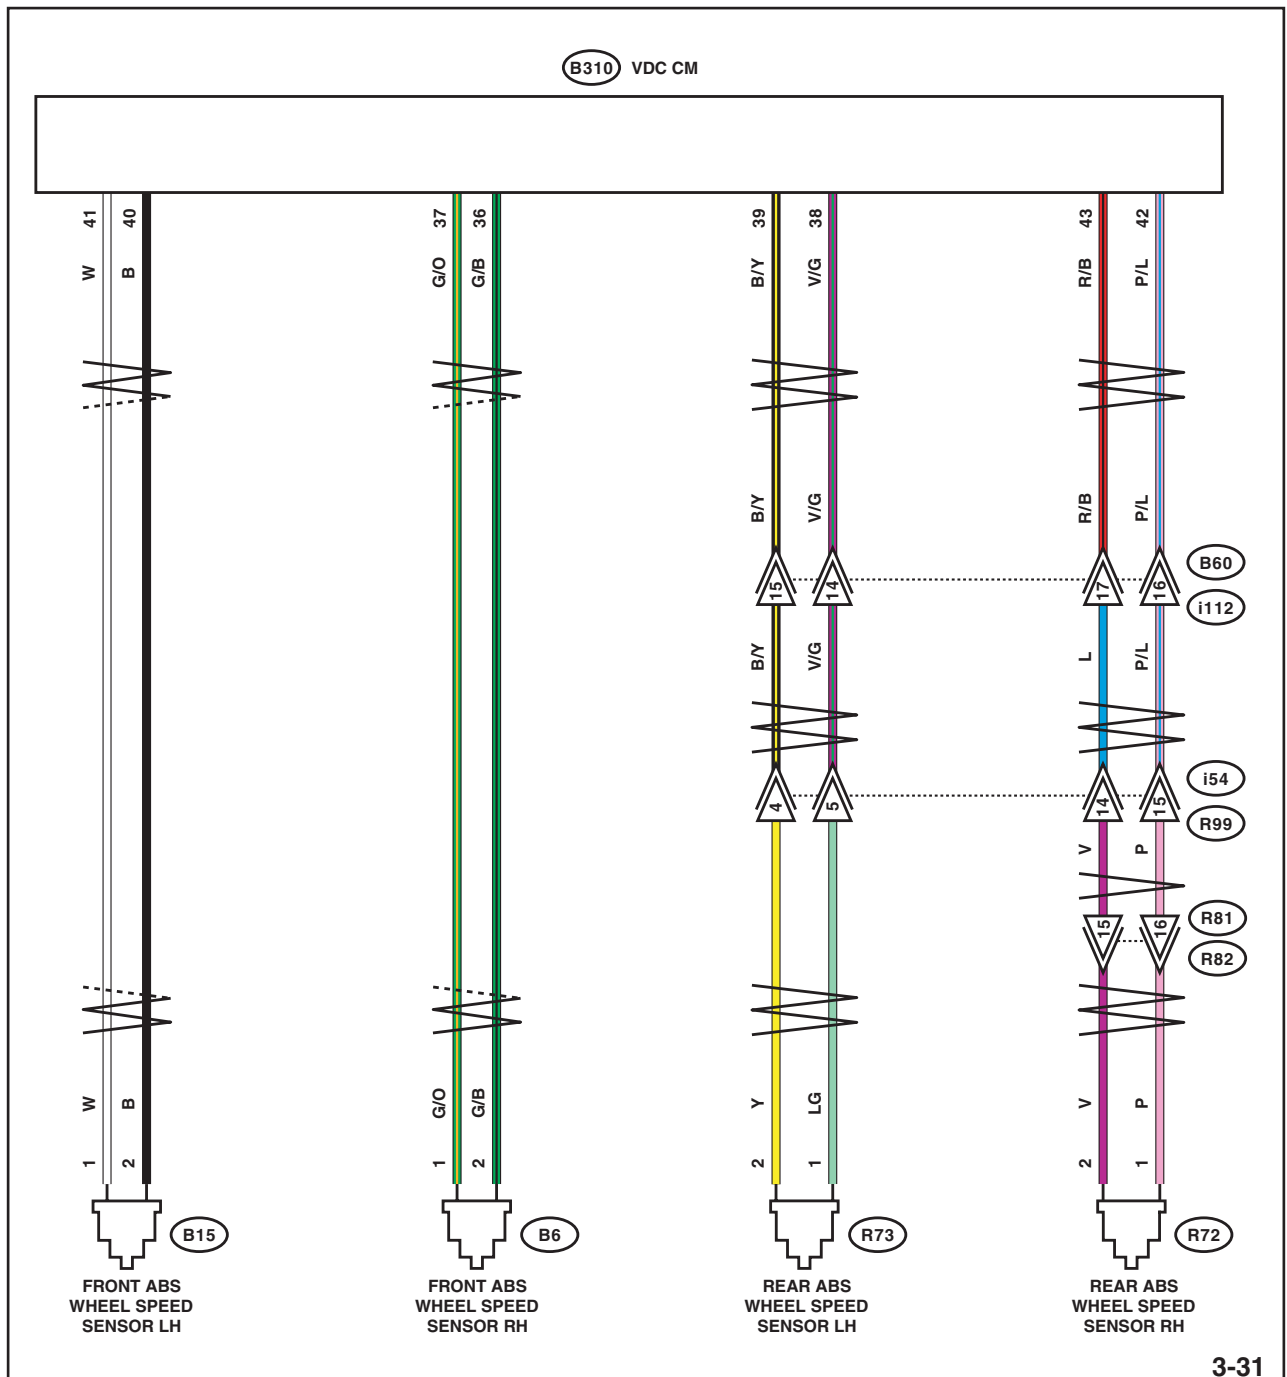 B310 VDC CM
41 40 37 36 39 38 43 42
W B G/O G/B B/Y V/G R/B P/L
B/Y V/G R/B P/L
B60
15 14 17 16
i112
B/Y V/G L P/L
i54
4 5 14 15
R99
V P
R81
15 16
R82
W B G/O G/B Y LG V P
1 2 1 2 2 1 2 1
B15 B6 R73 R72
FRONT ABS
WHEEL SPEED
SENSOR LH
FRONT ABS
WHEEL SPEED
SENSOR RH
REAR ABS
WHEEL SPEED
SENSOR LH
REAR ABS
WHEEL SPEED
SENSOR RH
3-31